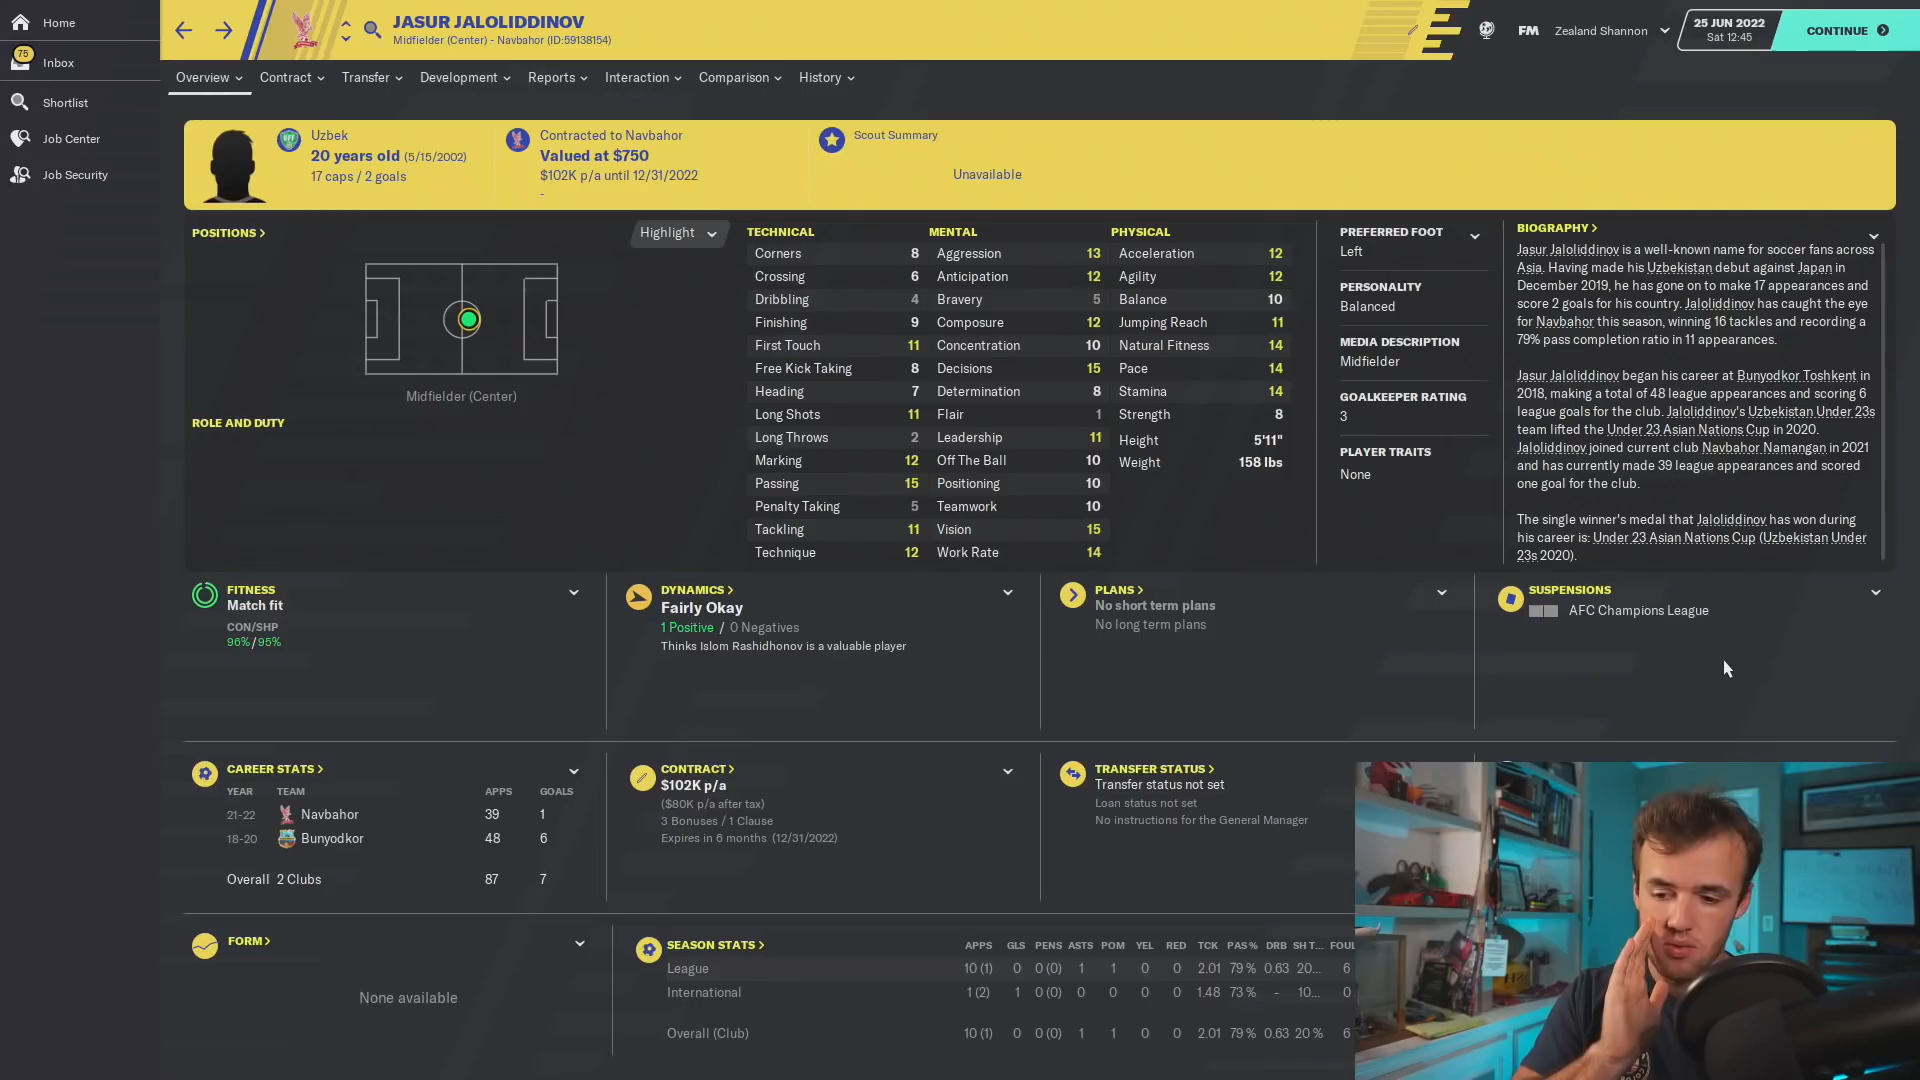 Home
75
Inbox
Shortlist
Job Center
Job Security
JASUR JALOLIDDINOV
Midfielder (Center) - Navbahor (ID:59138154)
FM
Zealand Shannon
25 JUN 2022
Sat 12:45
CONTINUE
Overview Contract Transfer Development Reports Interaction Comparison History
Uzbek
20 years old (5/15/2002)
17 caps / 2 goals
Contracted to Navbahor
Valued at $750
$102K p/a until 12/31/2022
-
Scout Summary
Unavailable
POSITIONS >
Highlight
Midfielder (Center)
ROLE AND DUTY
TECHNICAL
Corners 8
Crossing 6
Dribbling 4
Finishing 9
First Touch 11
Free Kick Taking 8
Heading 7
Long Shots 11
Long Throws 2
Marking 12
Passing 15
Penalty Taking 5
Tackling 11
Technique 12
MENTAL
Aggression 13
Anticipation 12
Bravery 5
Composure 12
Concentration 10
Decisions 15
Determination 8
Flair 1
Leadership 11
Off The Ball 10
Positioning 10
Teamwork 10
Vision 15
Work Rate 14
PHYSICAL
Acceleration 12
Agility 12
Balance 10
Jumping Reach 11
Natural Fitness 14
Pace 14
Stamina 14
Strength 8
Height 5'11"
Weight 158 lbs
PREFERRED FOOT
Left
PERSONALITY
Balanced
MEDIA DESCRIPTION
Midfielder
GOALKEEPER RATING
3
PLAYER TRAITS
None
BIOGRAPHY >
Jasur Jaloliddinov is a well-known name for soccer fans across
Asia. Having made his Uzbekistan debut against Japan in
December 2019, he has gone on to make 17 appearances and
score 2 goals for his country. Jaloliddinov has caught the eye
for Navbahor this season, winning 16 tackles and recording a
79% pass completion ratio in 11 appearances.
Jasur Jaloliddinov began his career at Bunyodkor Toshkent in
2018, making a total of 48 league appearances and scoring 6
league goals for the club. Jaloliddinov's Uzbekistan Under 23s
team lifted the Under 23 Asian Nations Cup in 2020.
Jaloliddinov joined current club Navbahor Namangan in 2021
and has currently made 39 league appearances and scored
one goal for the club.
The single winner's medal that Jaloliddinov has won during
his career is: Under 23 Asian Nations Cup (Uzbekistan Under
23s 2020).
FITNESS
Match fit
CON/SHP
96%/95%
DYNAMICS >
Fairly Okay
1 Positive / 0 Negatives
Thinks Islom Rashidhonov is a valuable player
PLANS >
No short term plans
No long term plans
SUSPENSIONS
AFC Champions League
CAREER STATS >
YEAR TEAM APPS GOALS
21-22 Navbahor 39 1
18-20 Bunyodkor 48 6
Overall 2 Clubs 87 7
CONTRACT >
$102K p/a
($80K p/a after tax)
3 Bonuses / 1 Clause
Expires in 6 months (12/31/2022)
TRANSFER STATUS >
Transfer status not set
Loan status not set
No instructions for the General Manager
FORM >
None available
SEASON STATS >
APPS GLS PENS ASTS POM YEL RED TCK PAS % DRB SH T... FOUL
League 10 (1) 0 0 (0) 1 1 0 0 2.01 79 % 0.63 20... 6
International 1 (2) 1 0 (0) 0 0 0 0 1.48 73 % - 10... 0
Overall (Club) 10 (1) 0 0 (0) 1 1 0 0 2.01 79 % 0.63 20 % 6